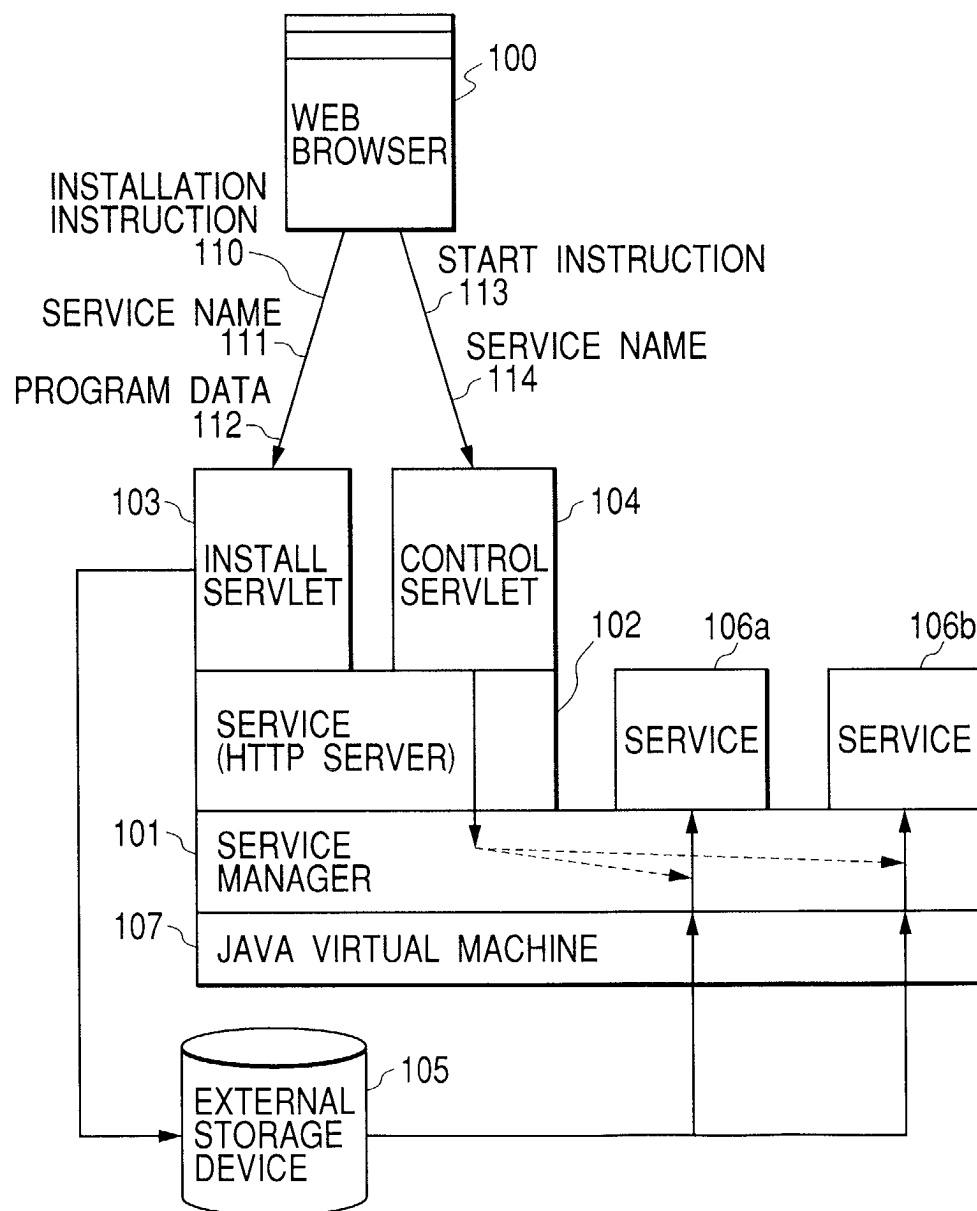 100
WEB
BROWSER
INSTALLATION
INSTRUCTION
110
START INSTRUCTION
113
SERVICE NAME
111
SERVICE NAME
114
PROGRAM DATA
112
103
104
INSTALL
SERVLET
CONTROL
SERVLET
102
106a
106b
SERVICE
(HTTP SERVER)
SERVICE
SERVICE
101
SERVICE
MANAGER
107
JAVA VIRTUAL MACHINE
105
EXTERNAL
STORAGE
DEVICE